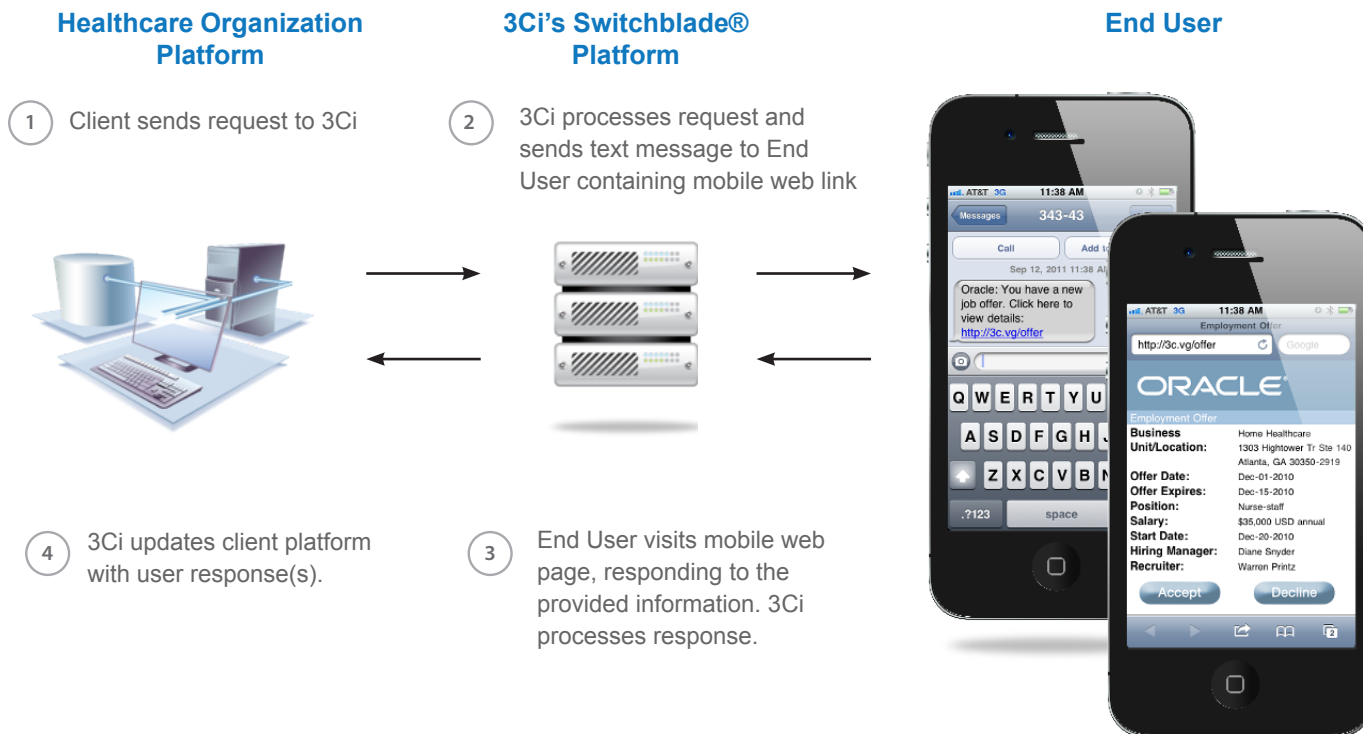 Healthcare Organization
Platform
3Ci's Switchblade®
Platform
End User
1
Client sends request to 3Ci
2
3Ci processes request and
sends text message to End
User containing mobile web link
4
3Ci updates client platform
with user response(s).
3
End User visits mobile web
page, responding to the
provided information. 3Ci
processes response.
AT&T 3G 11:38 AM
Messages 343-43
Call Add to
Sep 12, 2011 11:38 A
Oracle: You have a new
job offer. Click here to
view details:
http://3c.vg/offer
Q W E R T Y U
A S D F G H J
Z X C V B N
.?123 space
AT&T 3G 11:38 AM
Employment Offer
http://3c.vg/offer Google
ORACLE
Employment Offer
Business Home Healthcare
Unit/Location: 1303 Hightower Tr Ste 140
Atlanta, GA 30350-2919
Offer Date: Dec-01-2010
Offer Expires: Dec-15-2010
Position: Nurse-staff
Salary: $35,000 USD annual
Start Date: Dec-20-2010
Hiring Manager: Diane Snyder
Recruiter: Warren Printz
Accept Decline
2